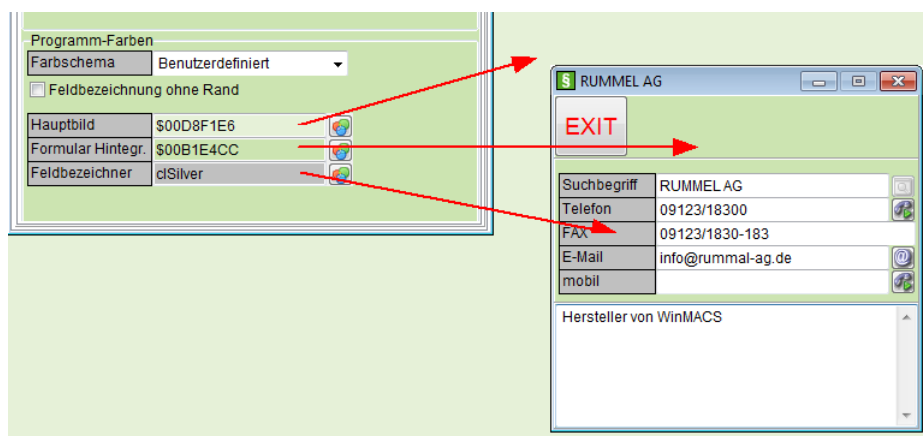 Programm-Farben
Farbschema Benutzerdefiniert
Feldbezeichnung ohne Rand
Hauptbild $00D8F1E6
Formular Hintegr. $00B1E4CC
Feldbezeichner clSilver
§ RUMMEL AG
EXIT
Suchbegriff RUMMEL AG
Telefon 09123/18300
FAX 09123/1830-183
E-Mail info@rummal-ag.de
mobil
Hersteller von WinMACS